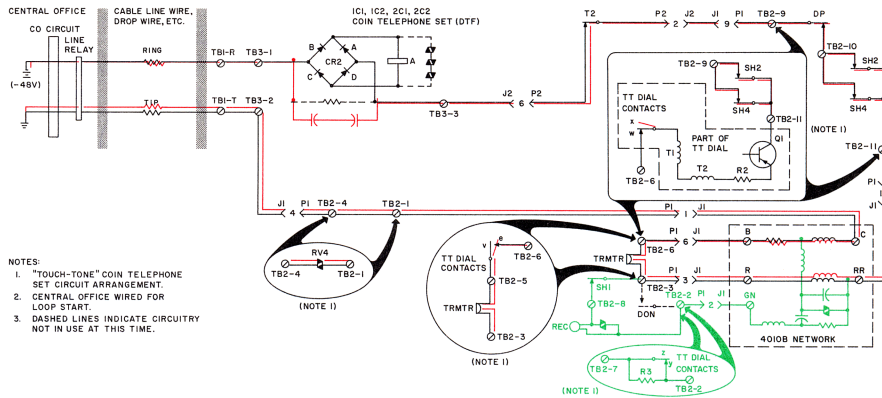 CENTRAL OFFICE
CABLE LINE WIRE,
DROP WIRE, ETC.
1C1, 1C2, 2C1, 2C2
COIN TELEPHONE SET (DTF)
CO CIRCUIT
LINE
RELAY
(-48V)
RING
TIP
TB1-R
TB3-1
TB1-T
TB3-2
B
A
C
D
CR2
A
TB3-3
J2
P2
6
T2
P2
J2
2
J1
P1
9
TB2-9
DP
TB2-10
SH2
SH4
TB2-11
P1
J1
TB2-9
SH2
SH4
TB2-11
TT DIAL
CONTACTS
x
w
TB2-6
PART OF
TT DIAL
T1
T2
R2
Q1
(NOTE 1)
J1
P1
4
TB2-4
TB2-1
P1
J1
1
RV4
TB2-4
TB2-1
(NOTE 1)
v
e
TB2-6
TT DIAL
CONTACTS
TB2-5
TRMTR
TB2-3
(NOTE 1)
TB2-6
P1
J1
6
TRMTR
TB2-3
P1
J1
3
B
C
R
RR
SH1
TB2-8
REC
DON
TB2-2
P1
J1
2
GN
4010B NETWORK
TB2-7
z
y
TT DIAL
CONTACTS
R3
TB2-2
(NOTE 1)
NOTES:
1. "TOUCH-TONE" COIN TELEPHONE
SET CIRCUIT ARRANGEMENT.
2. CENTRAL OFFICE WIRED FOR
LOOP START.
3. DASHED LINES INDICATE CIRCUITRY
NOT IN USE AT THIS TIME.